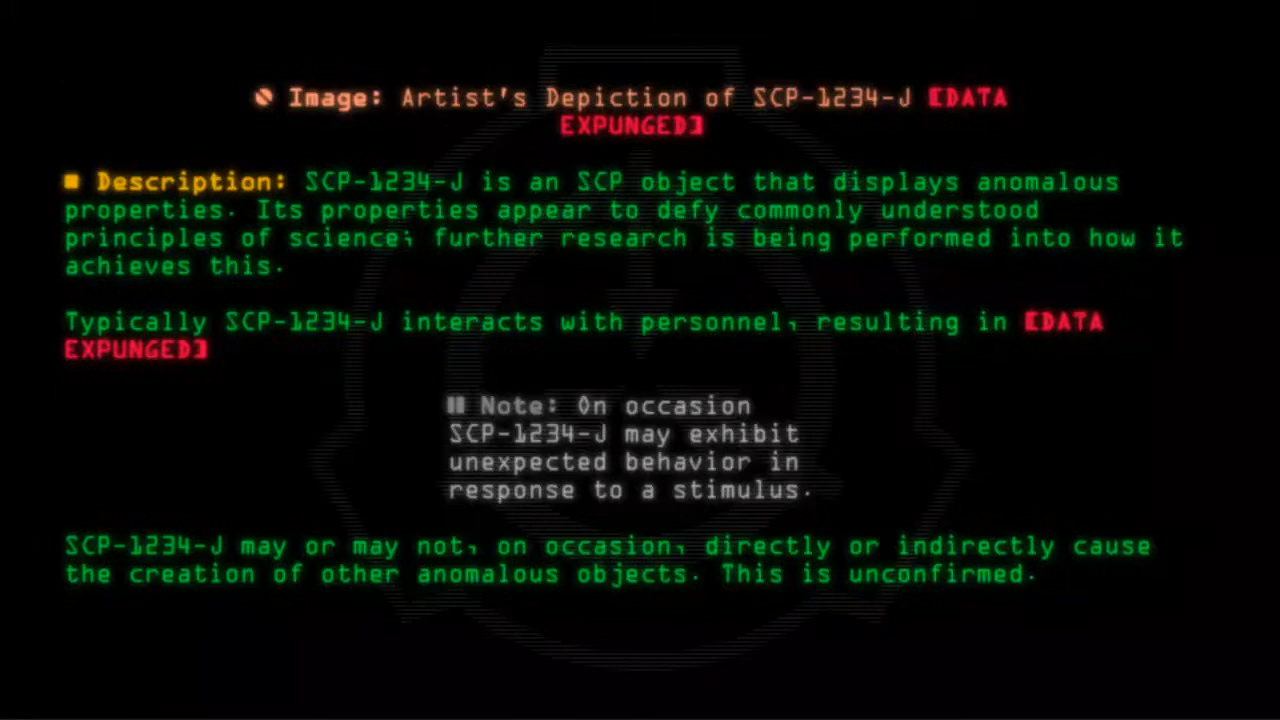 Image: Artist's Depiction of SCP-1234-J [DATA
EXPUNGED]
Description: SCP-1234-J is an SCP object that displays anomalous
properties. Its properties appear to defy commonly understood
principles of science; further research is being performed into how it
achieves this.
Typically SCP-1234-J interacts with personnel, resulting in [DATA
EXPUNGED]
Note: On occasion
SCP-1234-J may exhibit
unexpected behavior in
response to a stimulus.
SCP-1234-J may or may not, on occasion, directly or indirectly cause
the creation of other anomalous objects. This is unconfirmed.